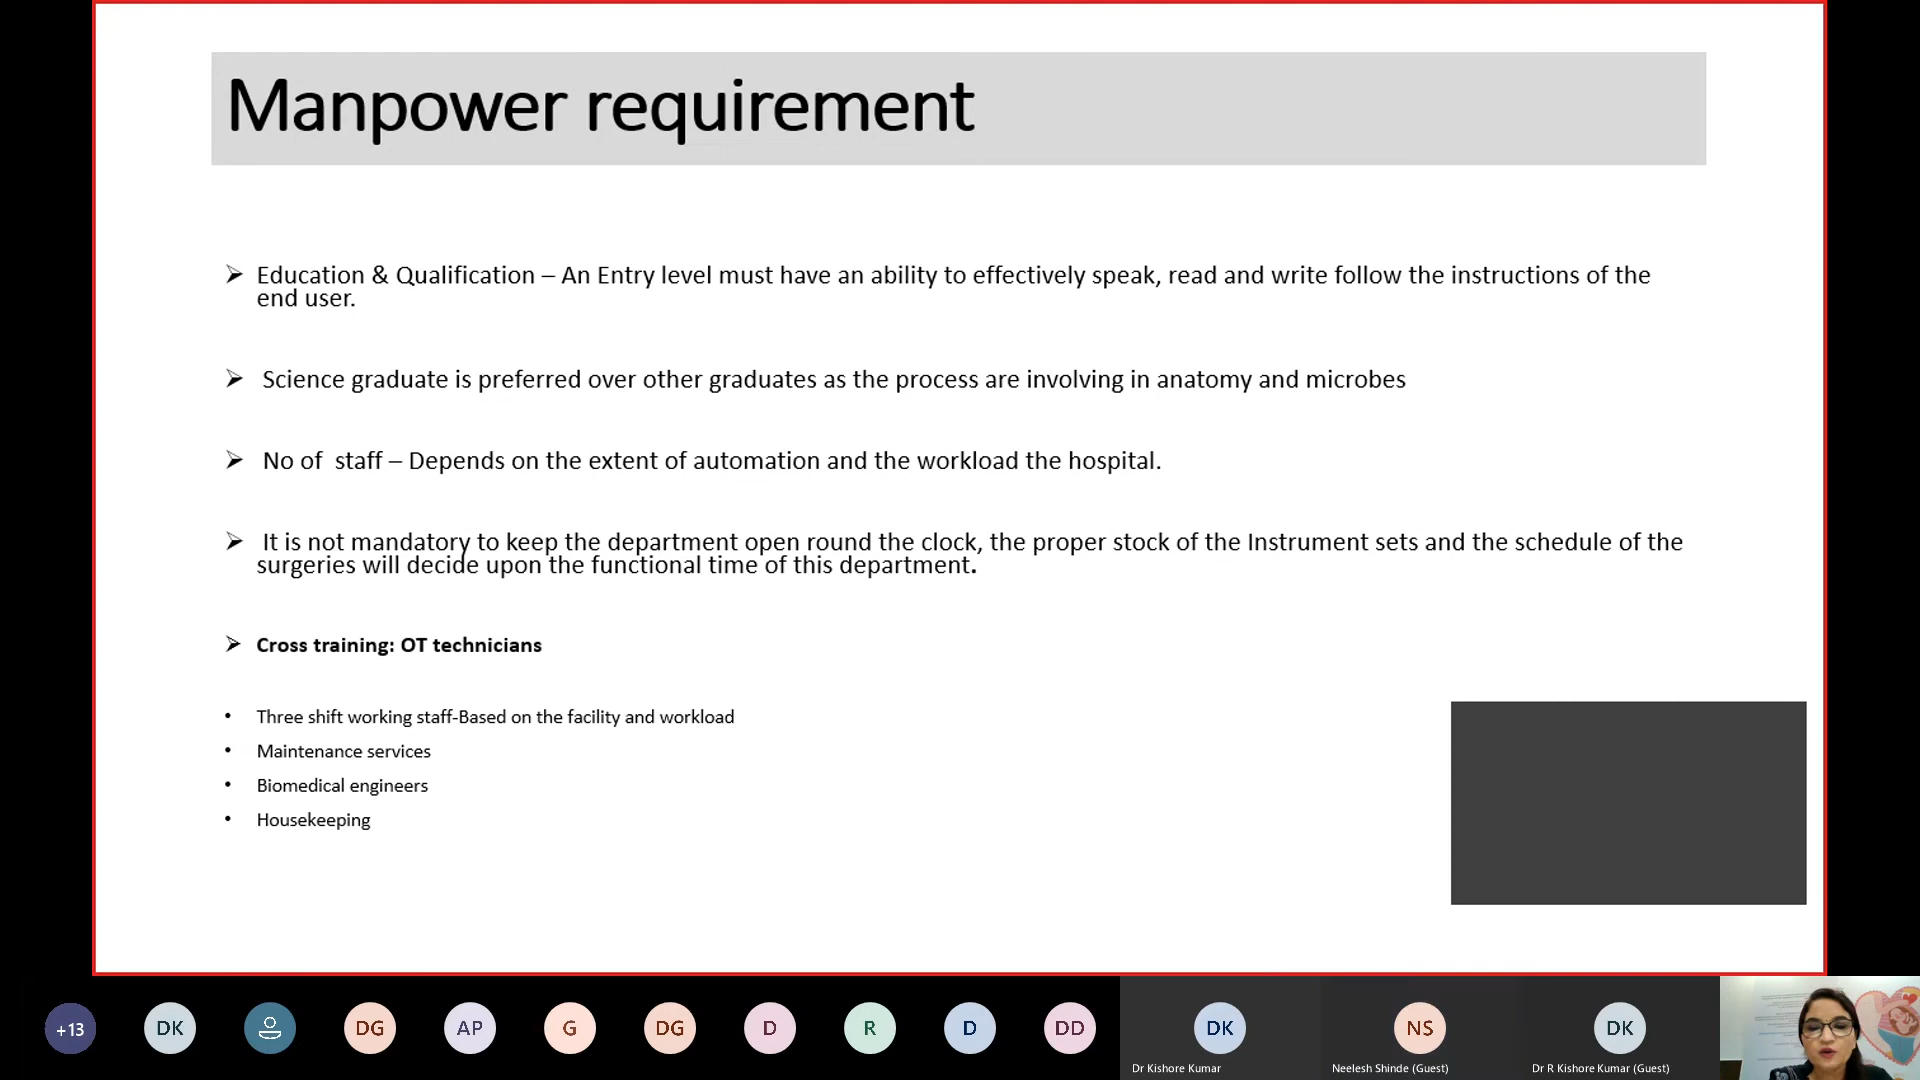 Manpower requirement
Education & Qualification – An Entry level must have an ability to effectively speak, read and write follow the instructions of the
end user.
Science graduate is preferred over other graduates as the process are involving in anatomy and microbes
No of  staff – Depends on the extent of automation and the workload the hospital.
It is not mandatory to keep the department open round the clock, the proper stock of the Instrument sets and the schedule of the
surgeries will decide upon the functional time of this department.
Cross training: OT technicians
Three shift working staff-Based on the facility and workload
Maintenance services
Biomedical engineers
Housekeeping
+13
DK
DG
AP
G
DG
D
R
D
DD
DK
NS
DK
Dr Kishore Kumar
Neelesh Shinde (Guest)
Dr R Kishore Kumar (Guest)